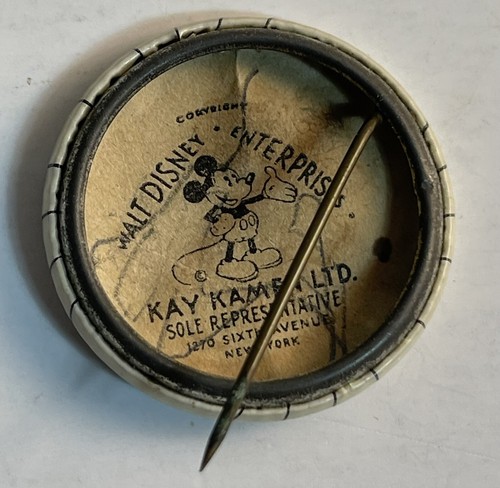 COPYRIGHT
WALT DISNEY • ENTERPRISES
©
KAY KAMEN LTD.
SOLE REPRESENTATIVE
1270 SIXTH AVENUE
NEW YORK